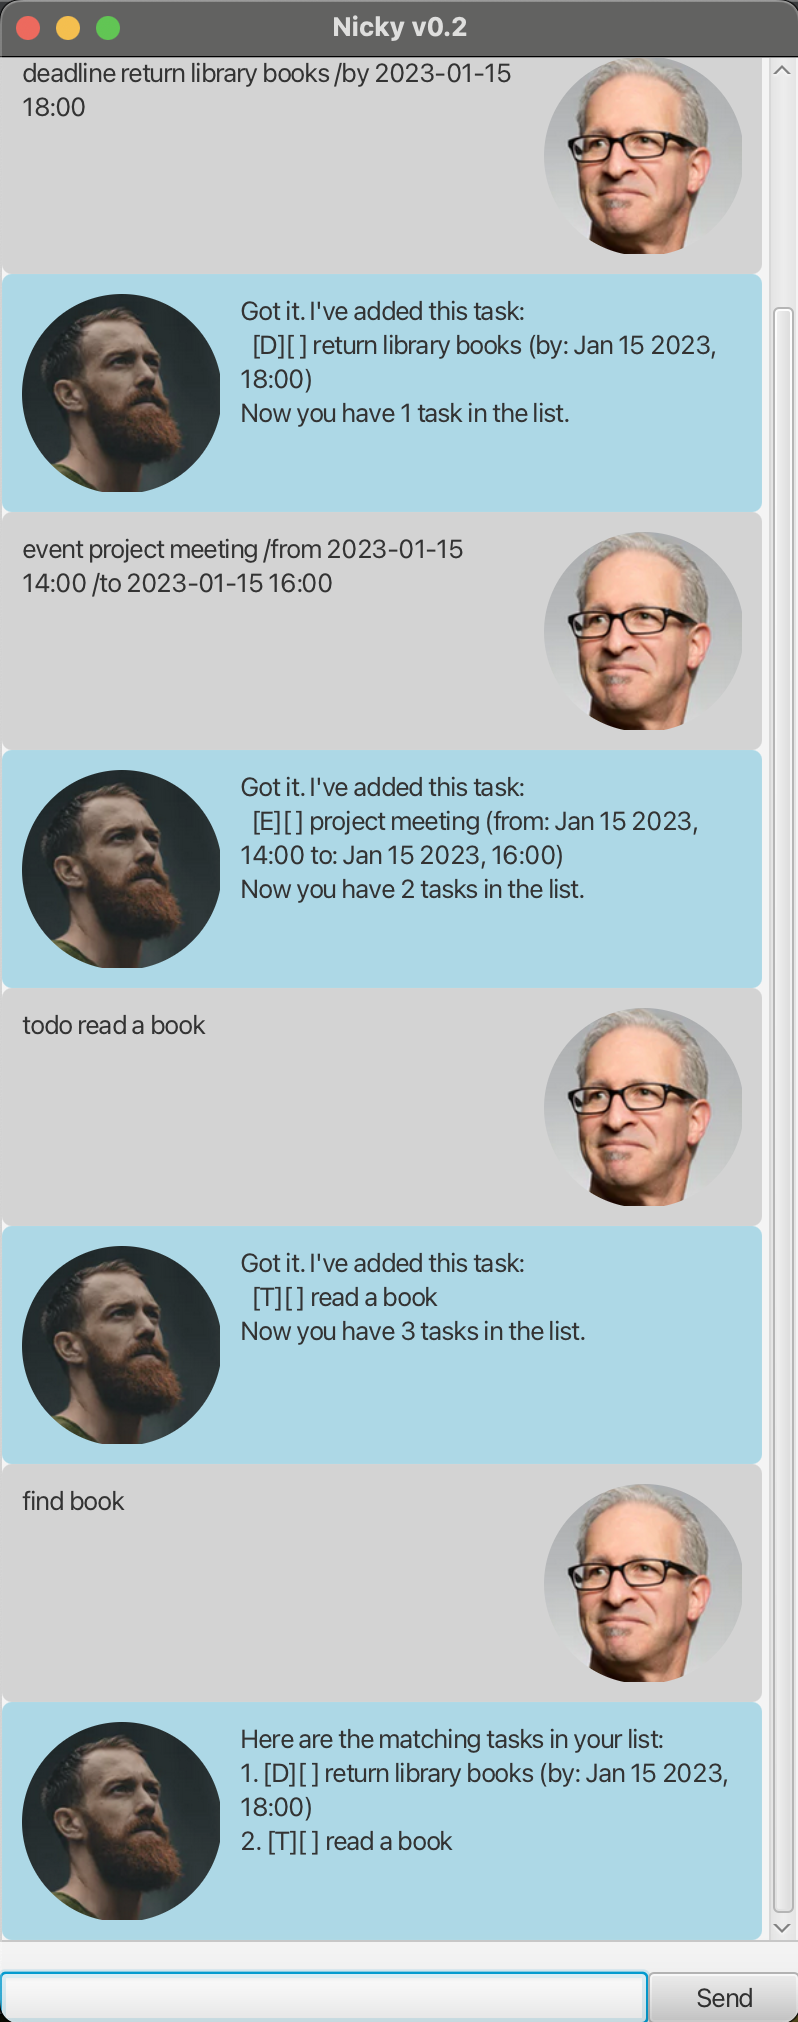 Nicky v0.2
deadline return library books /by 2023-01-15
18:00
Got it. I've added this task:
[D][ ] return library books (by: Jan 15 2023,
18:00)
Now you have 1 task in the list.
event project meeting /from 2023-01-15
14:00 /to 2023-01-15 16:00
Got it. I've added this task:
[E][ ] project meeting (from: Jan 15 2023,
14:00 to: Jan 15 2023, 16:00)
Now you have 2 tasks in the list.
todo read a book
Got it. I've added this task:
[T][ ] read a book
Now you have 3 tasks in the list.
find book
Here are the matching tasks in your list:
1. [D][ ] return library books (by: Jan 15 2023,
18:00)
2. [T][ ] read a book
Send